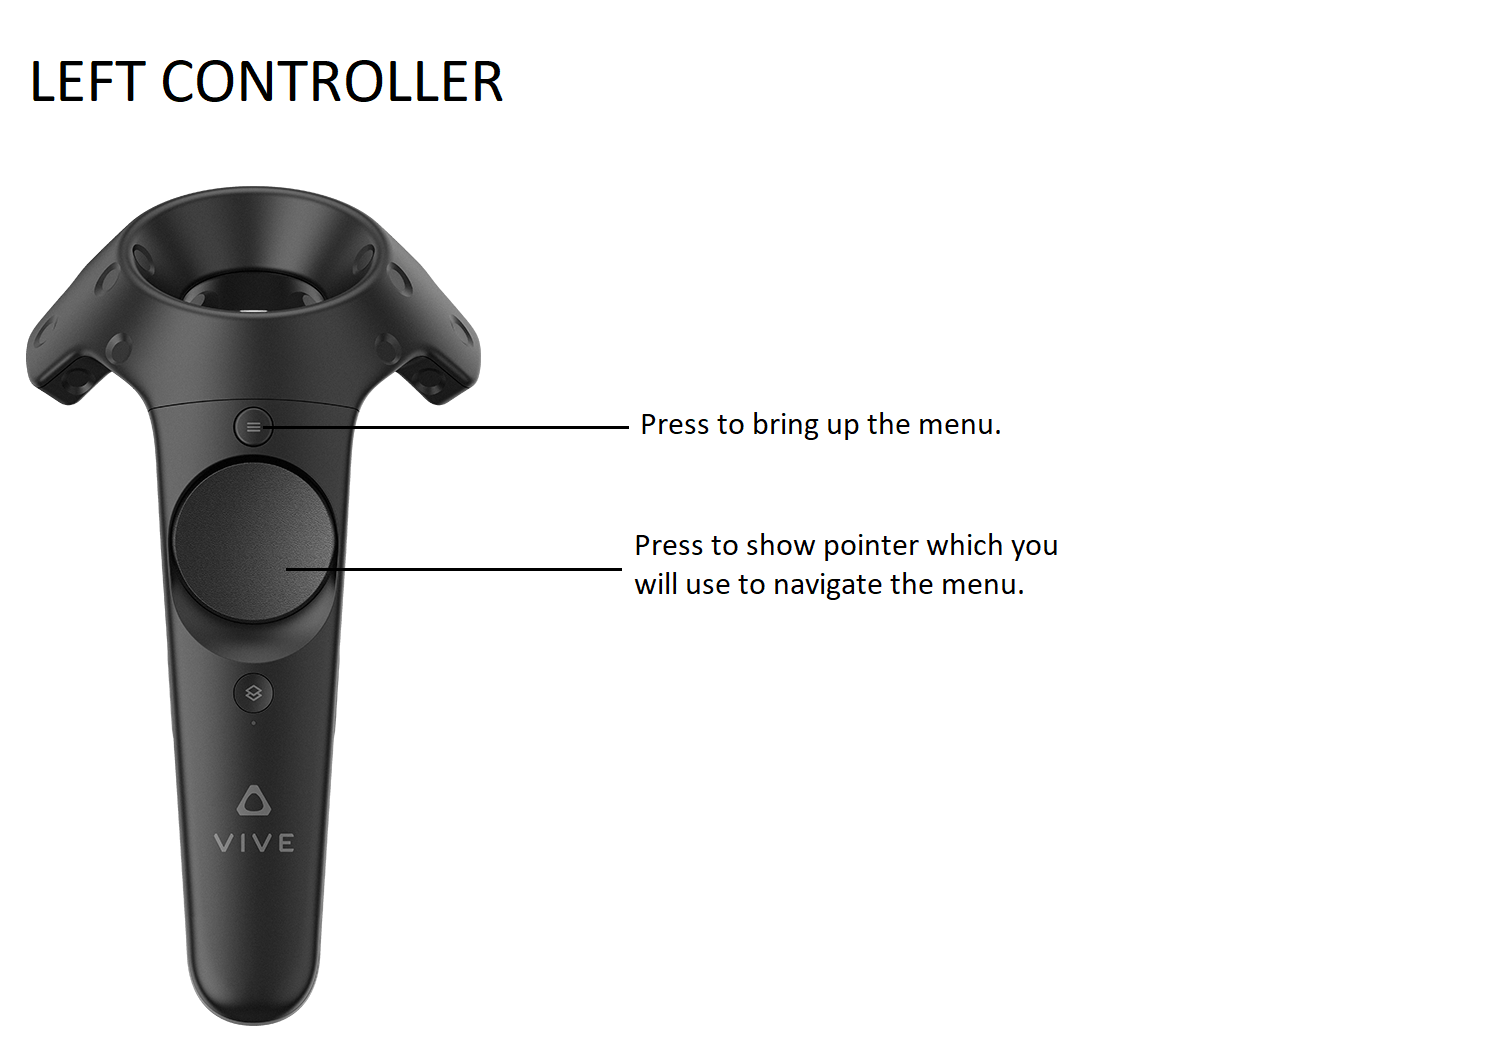 LEFT CONTROLLER
Press to bring up the menu.
Press to show pointer which you
will use to navigate the menu.
VIVE